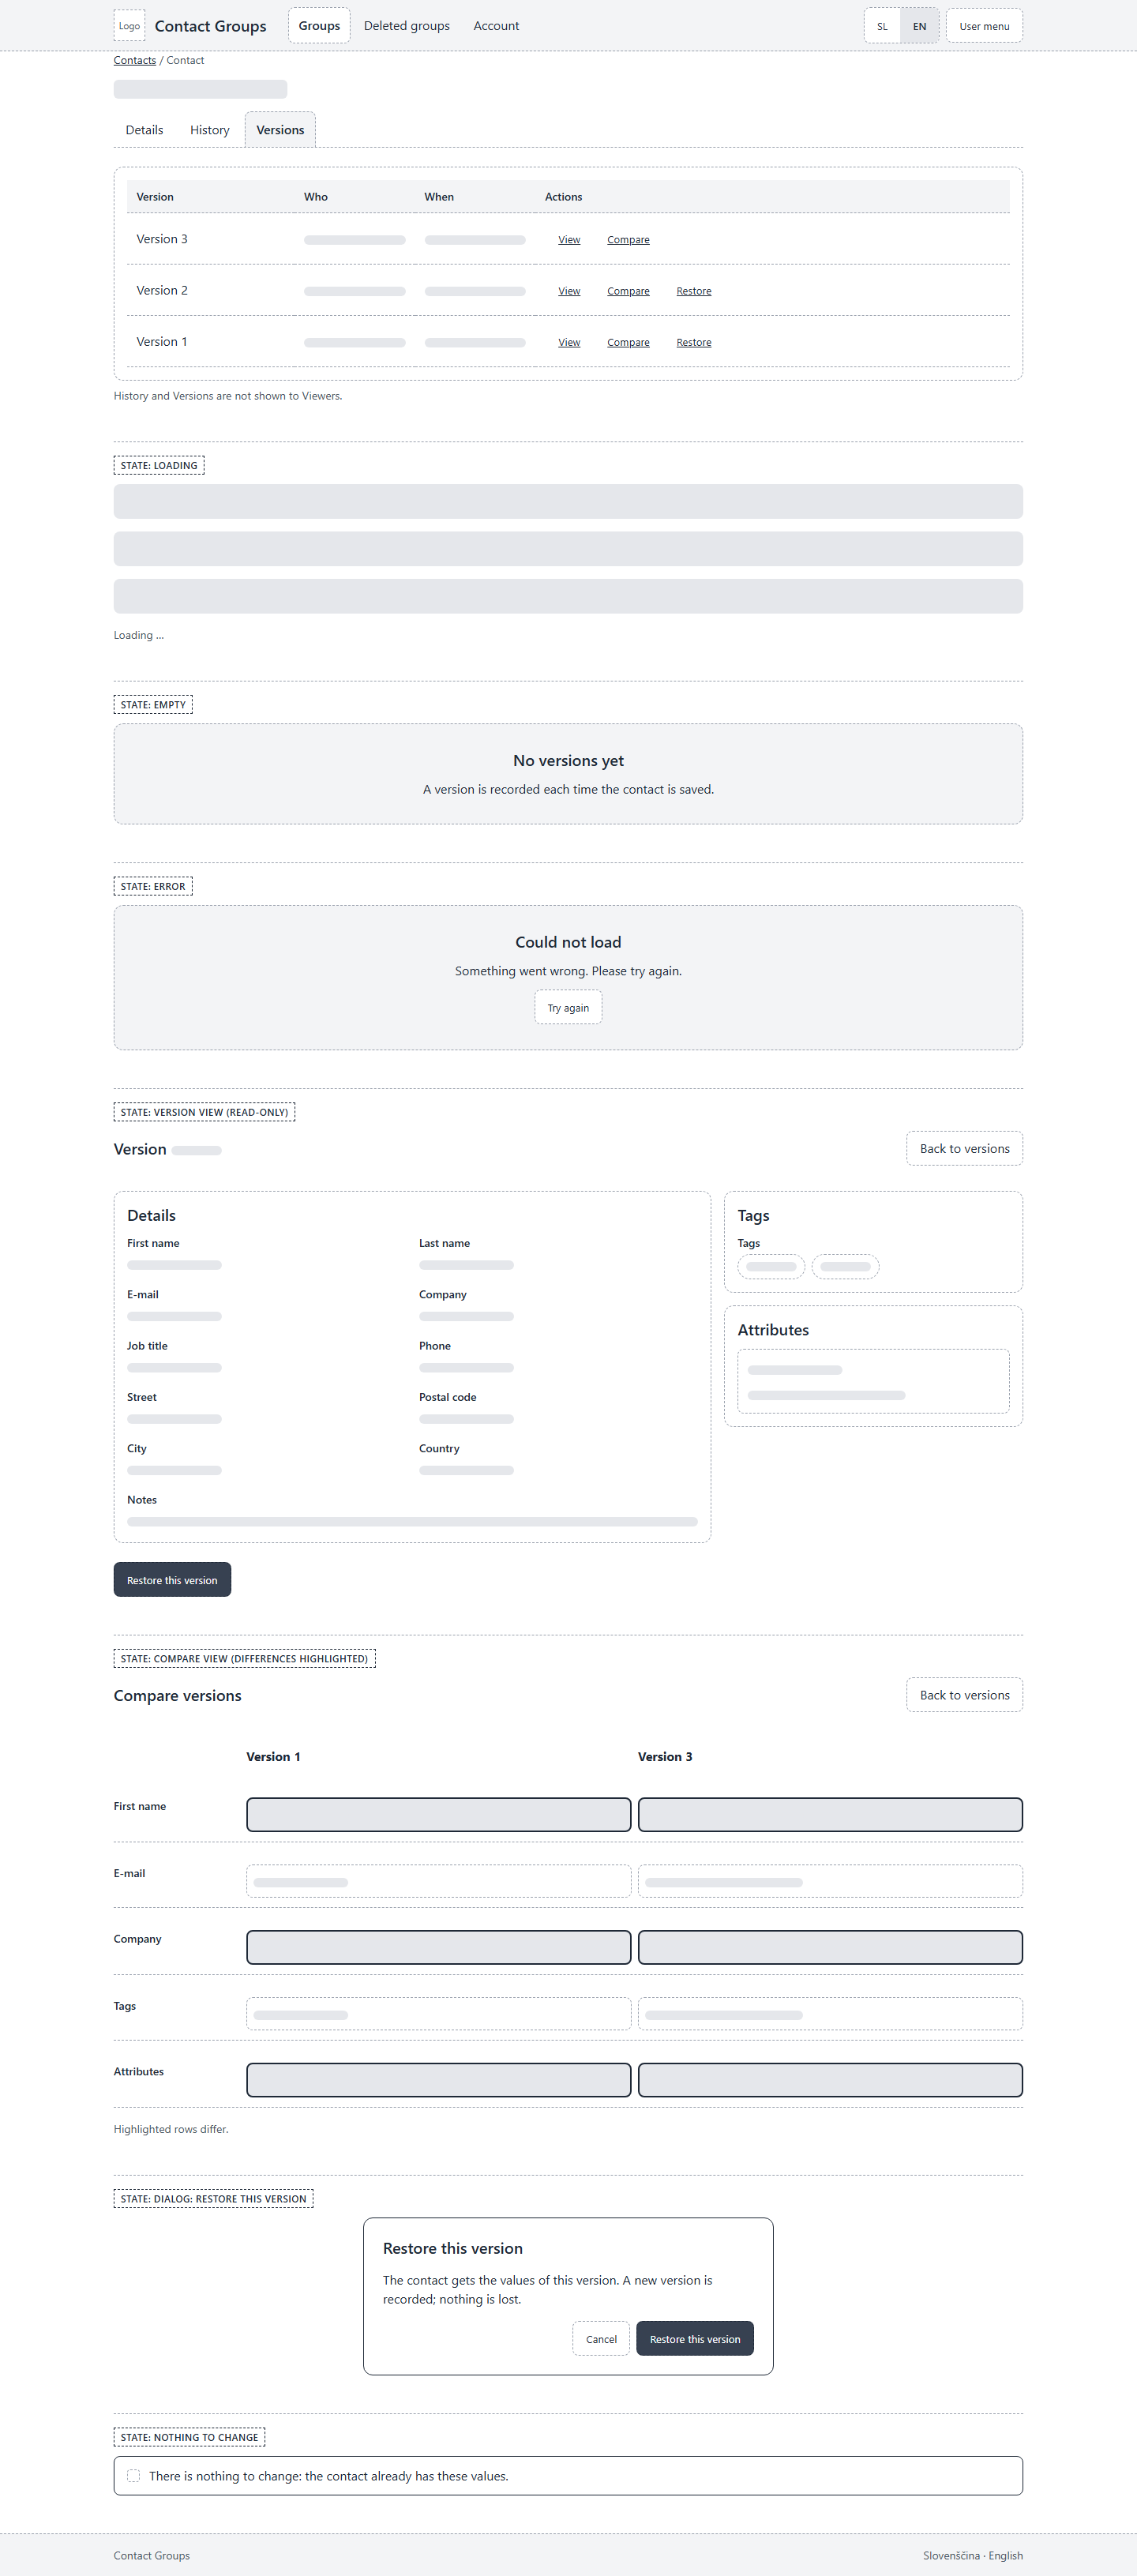 Logo Contact Groups Groups Deleted groups Account SL EN User menu
Contacts / Contact
Details History Versions
Version Who When Actions
Version 3 View Compare
Version 2 View Compare Restore
Version 1 View Compare Restore
History and Versions are not shown to Viewers.
STATE: LOADING
Loading ...
STATE: EMPTY
No versions yet
A version is recorded each time the contact is saved.
STATE: ERROR
Could not load
Something went wrong. Please try again.
Try again
STATE: VERSION VIEW (READ-ONLY)
Version Back to versions
Details
First name Last name
E-mail Company
Job title Phone
Street Postal code
City Country
Notes
Tags
Tags
Attributes
Restore this version
STATE: COMPARE VIEW (DIFFERENCES HIGHLIGHTED)
Compare versions Back to versions
Version 1 Version 3
First name
E-mail
Company
Tags
Attributes
Highlighted rows differ.
STATE: DIALOG: RESTORE THIS VERSION
Restore this version
The contact gets the values of this version. A new version is
recorded; nothing is lost.
Cancel Restore this version
STATE: NOTHING TO CHANGE
There is nothing to change: the contact already has these values.
Contact Groups Slovenščina · English